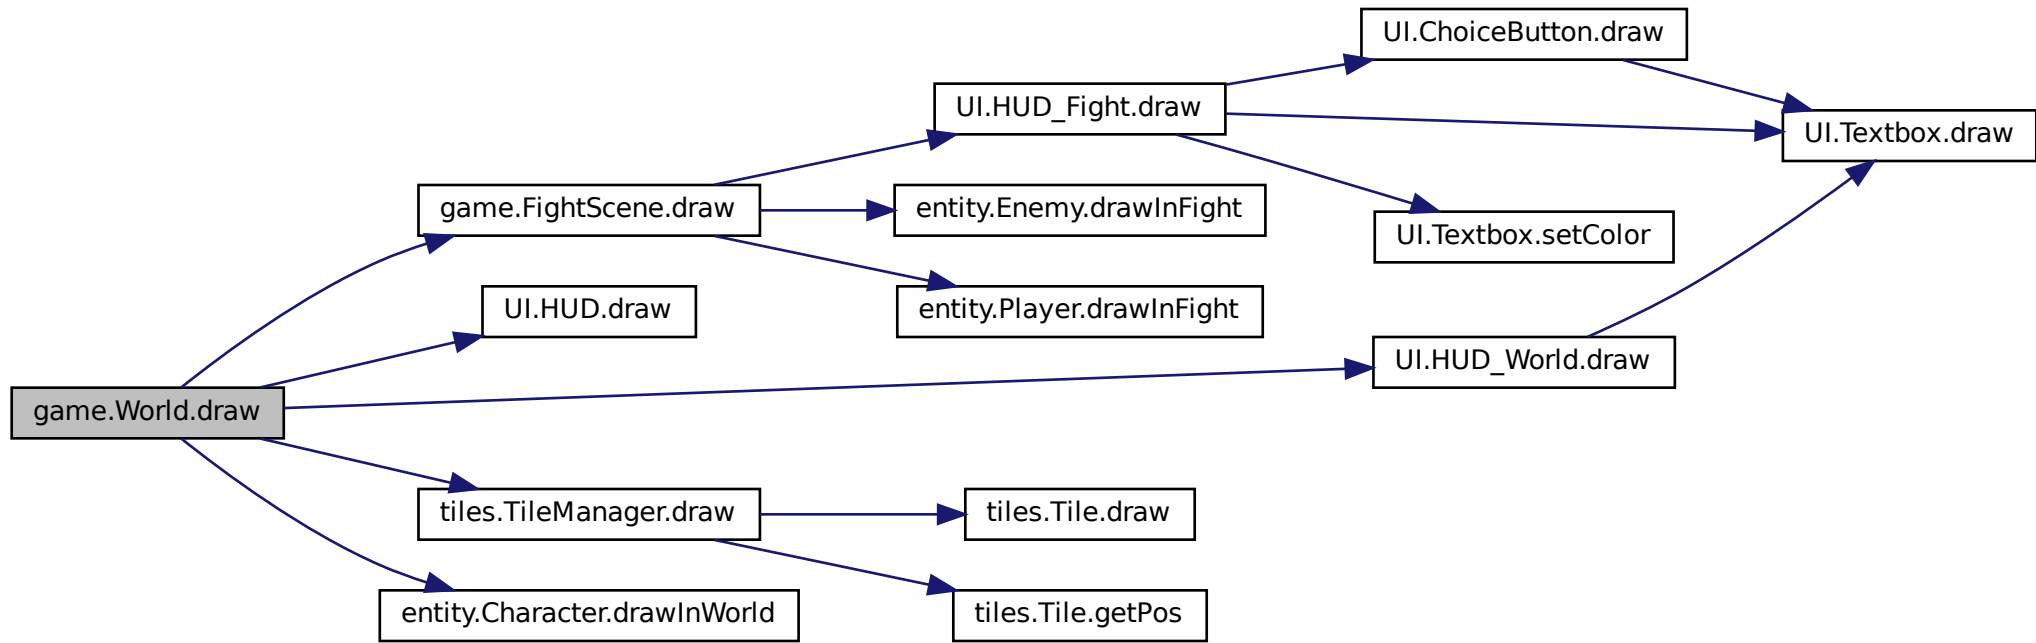 UI.ChoiceButton.draw
UI.HUD_Fight.draw
UI.Textbox.draw
game.FightScene.draw
entity.Enemy.drawInFight
UI.Textbox.setColor
UI.HUD.draw
entity.Player.drawInFight
UI.HUD_World.draw
game.World.draw
tiles.TileManager.draw
tiles.Tile.draw
entity.Character.drawInWorld
tiles.Tile.getPos